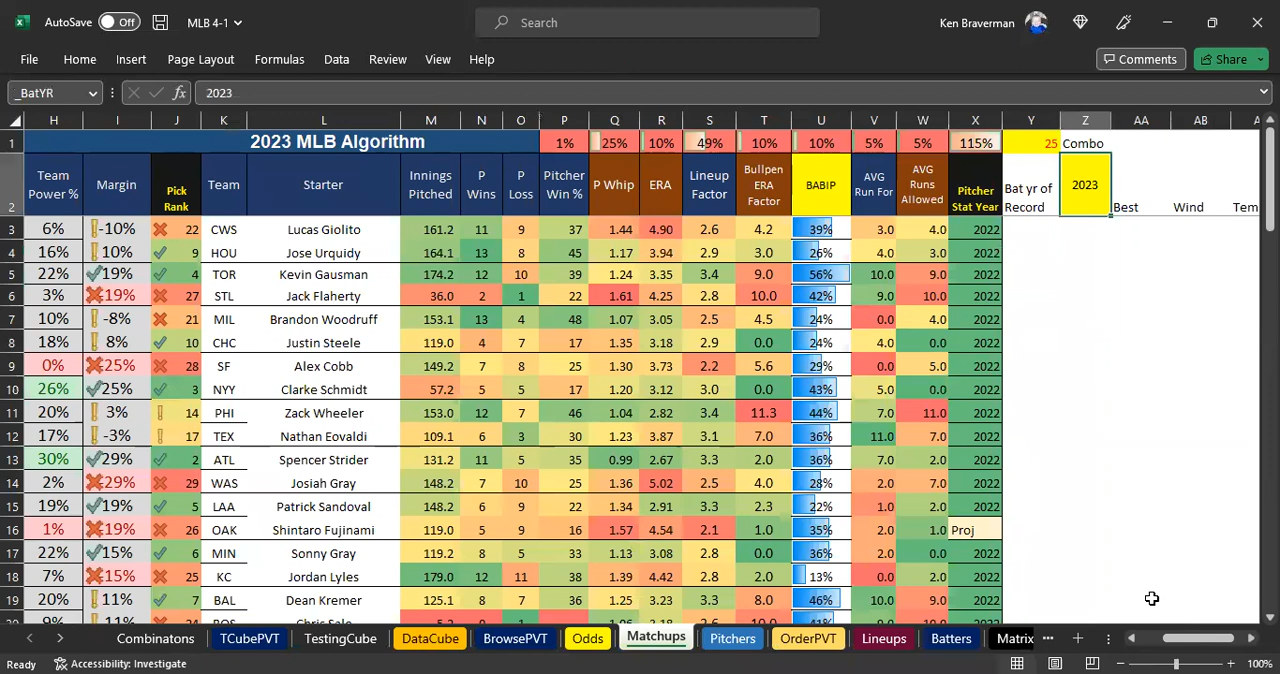 AutoSave Off MLB 4-1 Search Ken Braverman
File Home Insert Draw Page Layout Formulas Data Review View Help Comments Share
_BatYR fx 2023
H I J K L M N O P Q R S T U V W X Y Z AA AB A
1 2023 MLB Algorithm 1% 25% 10% 49% 10% 10% 5% 5% 115% 25 Combo
2 Team Power % Margin Pick Rank Team Starter Innings Pitched P Wins P Loss Pitcher Win % P Whip ERA Lineup Factor Bullpen ERA Factor BABIP AVG Run For AVG Runs Allowed Pitcher Stat Year Bat yr of Record 2023 Best Wind Tem
3 6% -10% 22 CWS Lucas Giolito 161.2 11 9 37 1.44 4.90 2.6 4.2 39% 3.0 4.0 2022
4 16% 10% 9 HOU Jose Urquidy 164.1 13 8 45 1.17 3.94 2.9 3.0 26% 4.0 3.0 2022
5 22% 19% 4 TOR Kevin Gausman 174.2 12 10 39 1.24 3.35 3.4 9.0 56% 10.0 9.0 2022
6 3% -19% 27 STL Jack Flaherty 36.0 2 1 22 1.61 4.25 2.8 10.0 42% 9.0 10.0 2022
7 10% -8% 21 MIL Brandon Woodruff 153.1 13 4 48 1.07 3.05 2.5 4.5 24% 0.0 4.0 2022
8 18% 8% 10 CHC Justin Steele 119.0 4 7 17 1.35 3.18 2.9 0.0 24% 4.0 0.0 2022
9 0% -25% 28 SF Alex Cobb 149.2 7 8 25 1.30 3.73 2.2 5.6 29% 0.0 5.0 2022
10 26% 25% 3 NYY Clarke Schmidt 57.2 5 5 17 1.20 3.12 3.0 0.0 43% 5.0 0.0 2022
11 20% 3% 14 PHI Zack Wheeler 153.0 12 7 46 1.04 2.82 3.4 11.3 44% 7.0 11.0 2022
12 17% -3% 17 TEX Nathan Eovaldi 109.1 6 3 30 1.23 3.87 3.1 7.0 36% 11.0 7.0 2022
13 30% 29% 2 ATL Spencer Strider 131.2 11 5 35 0.99 2.67 3.3 2.0 36% 7.0 2.0 2022
14 2% -29% 29 WAS Josiah Gray 148.2 7 10 25 1.36 5.02 2.5 4.0 28% 2.0 7.0 2022
15 19% 19% 5 LAA Patrick Sandoval 148.2 6 9 25 1.34 2.91 3.3 2.3 22% 1.0 2.0 2022
16 1% -19% 26 OAK Shintaro Fujinami 119.0 5 9 16 1.57 4.54 2.1 1.0 35% 2.0 1.0 Proj
17 22% 15% 6 MIN Sonny Gray 119.2 8 5 33 1.13 3.08 2.8 0.0 36% 2.0 0.0 2022
18 7% -15% 25 KC Jordan Lyles 179.0 12 11 38 1.39 4.42 2.8 2.0 13% 0.0 2.0 2022
19 20% 11% 7 BAL Dean Kremer 125.1 8 7 36 1.25 3.23 3.3 8.0 46% 10.0 9.0 2022
Combinatons TCubePVT TestingCube DataCube BrowsePVT Odds Matchups Pitchers OrderPVT Lineups Batters Matrix
Ready Accessibility: Investigate 100%